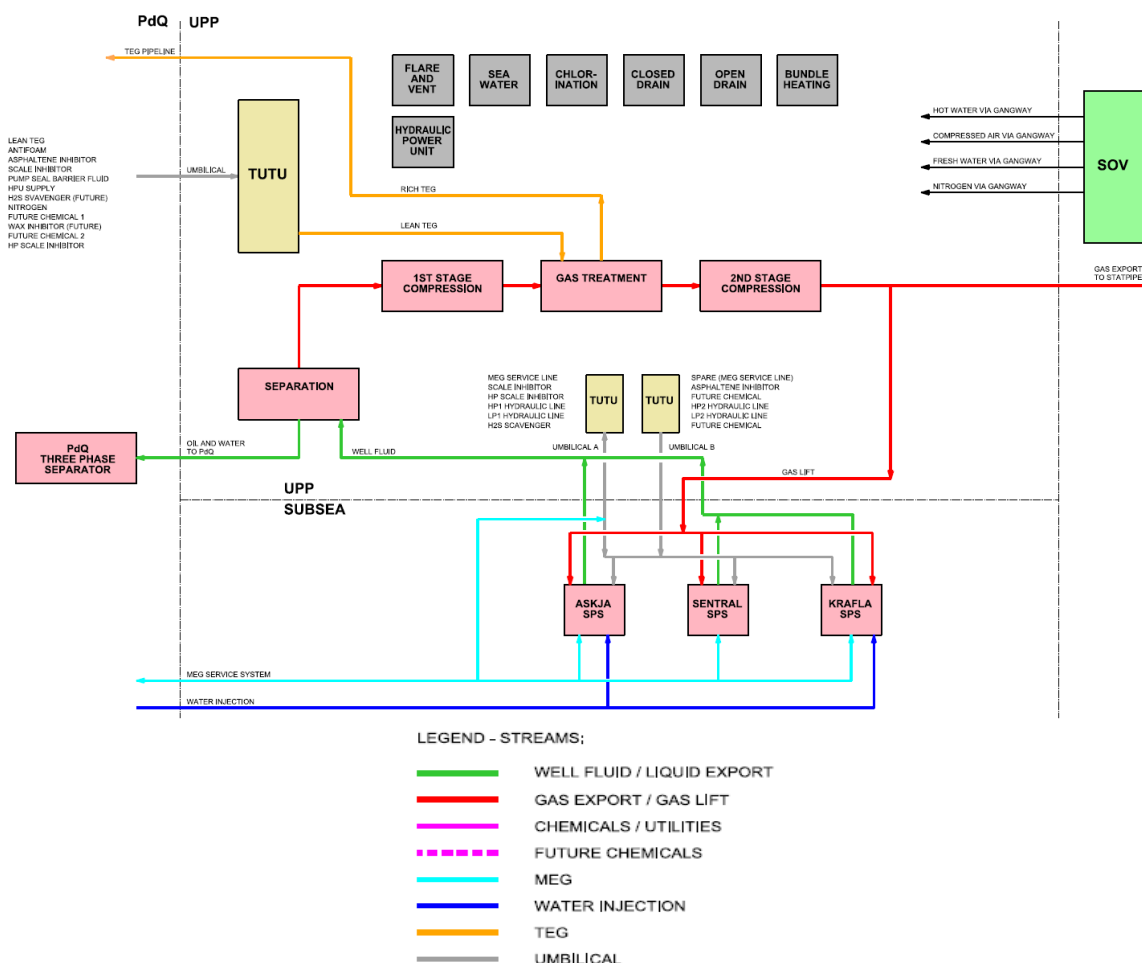 PdQ
UPP
TEG PIPELINE
FLARE
AND
VENT
SEA
WATER
CHLOR-
INATION
CLOSED
DRAIN
OPEN
DRAIN
BUNDLE
HEATING
HYDRAULIC
POWER
UNIT
HOT WATER VIA GANGWAY
COMPRESSED AIR VIA GANGWAY
FRESH WATER VIA GANGWAY
NITROGEN VIA GANGWAY
SOV
LEAN TEG
ANTIFOAM
ASPHALTENE INHIBITOR
SCALE INHIBITOR
PUMP SEAL BARRIER FLUID
HPU SUPPLY
H2S SVAVENGER (FUTURE)
NITROGEN
FUTURE CHEMICAL 1
WAX INHIBITOR (FUTURE)
FUTURE CHEMICAL 2
HP SCALE INHIBITOR
UMBILICAL
TUTU
RICH TEG
LEAN TEG
1ST STAGE
COMPRESSION
GAS TREATMENT
2ND STAGE
COMPRESSION
GAS EXPORT
TO STATPIPE
SEPARATION
MEG SERVICE LINE
SCALE INHIBITOR
HP SCALE INHIBITOR
HP1 HYDRAULIC LINE
LP1 HYDRAULIC LINE
H2S SCAVENGER
TUTU
TUTU
SPARE (MEG SERVICE LINE)
ASPHALTENE INHIBITOR
FUTURE CHEMICAL
HP2 HYDRAULIC LINE
LP2 HYDRAULIC LINE
FUTURE CHEMICAL
PdQ
THREE PHASE
SEPARATOR
OIL AND WATER
TO PdQ
WELL FLUID
UMBILICAL A
UMBILICAL B
GAS LIFT
UPP
SUBSEA
ASKJA
SPS
SENTRAL
SPS
KRAFLA
SPS
MEG SERVICE SYSTEM
WATER INJECTION
LEGEND - STREAMS;
WELL FLUID / LIQUID EXPORT
GAS EXPORT / GAS LIFT
CHEMICALS / UTILITIES
FUTURE CHEMICALS
MEG
WATER INJECTION
TEG
UMBILICAL